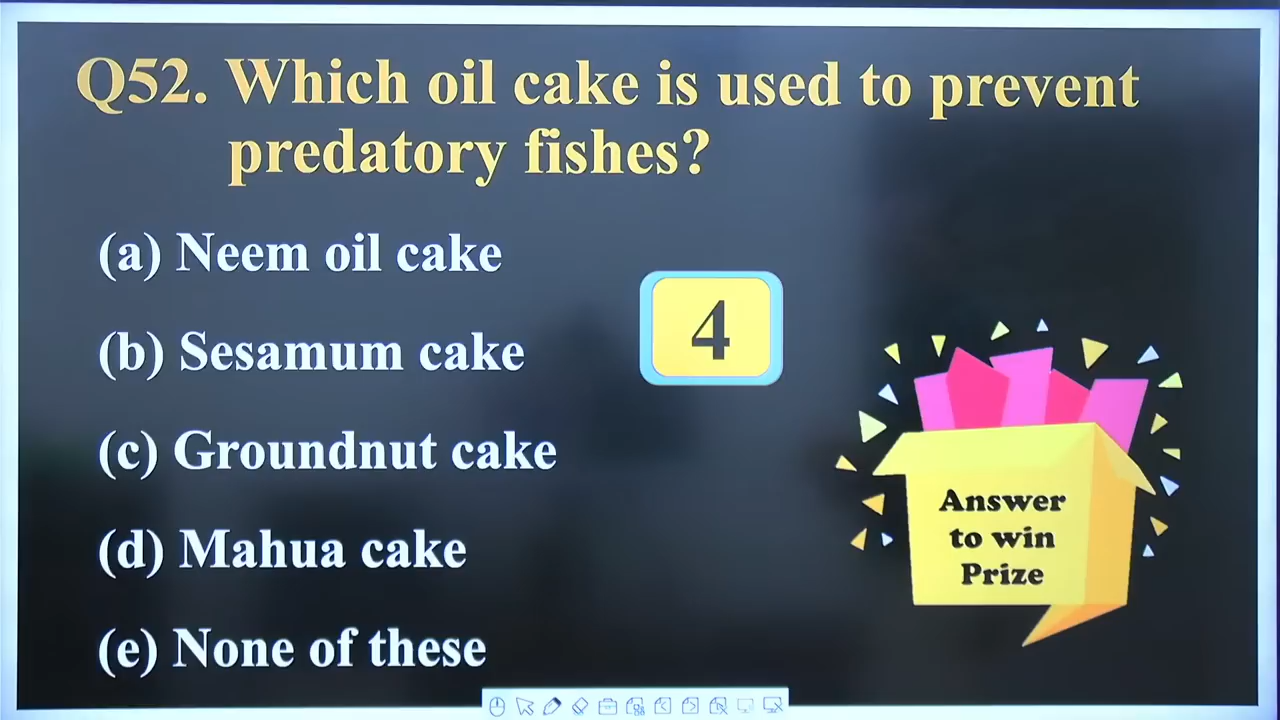 Q52. Which oil cake is used to prevent
predatory fishes?
(a) Neem oil cake
(b) Sesamum cake
(c) Groundnut cake
(d) Mahua cake
(e) None of these
4
Answer
to win
Prize